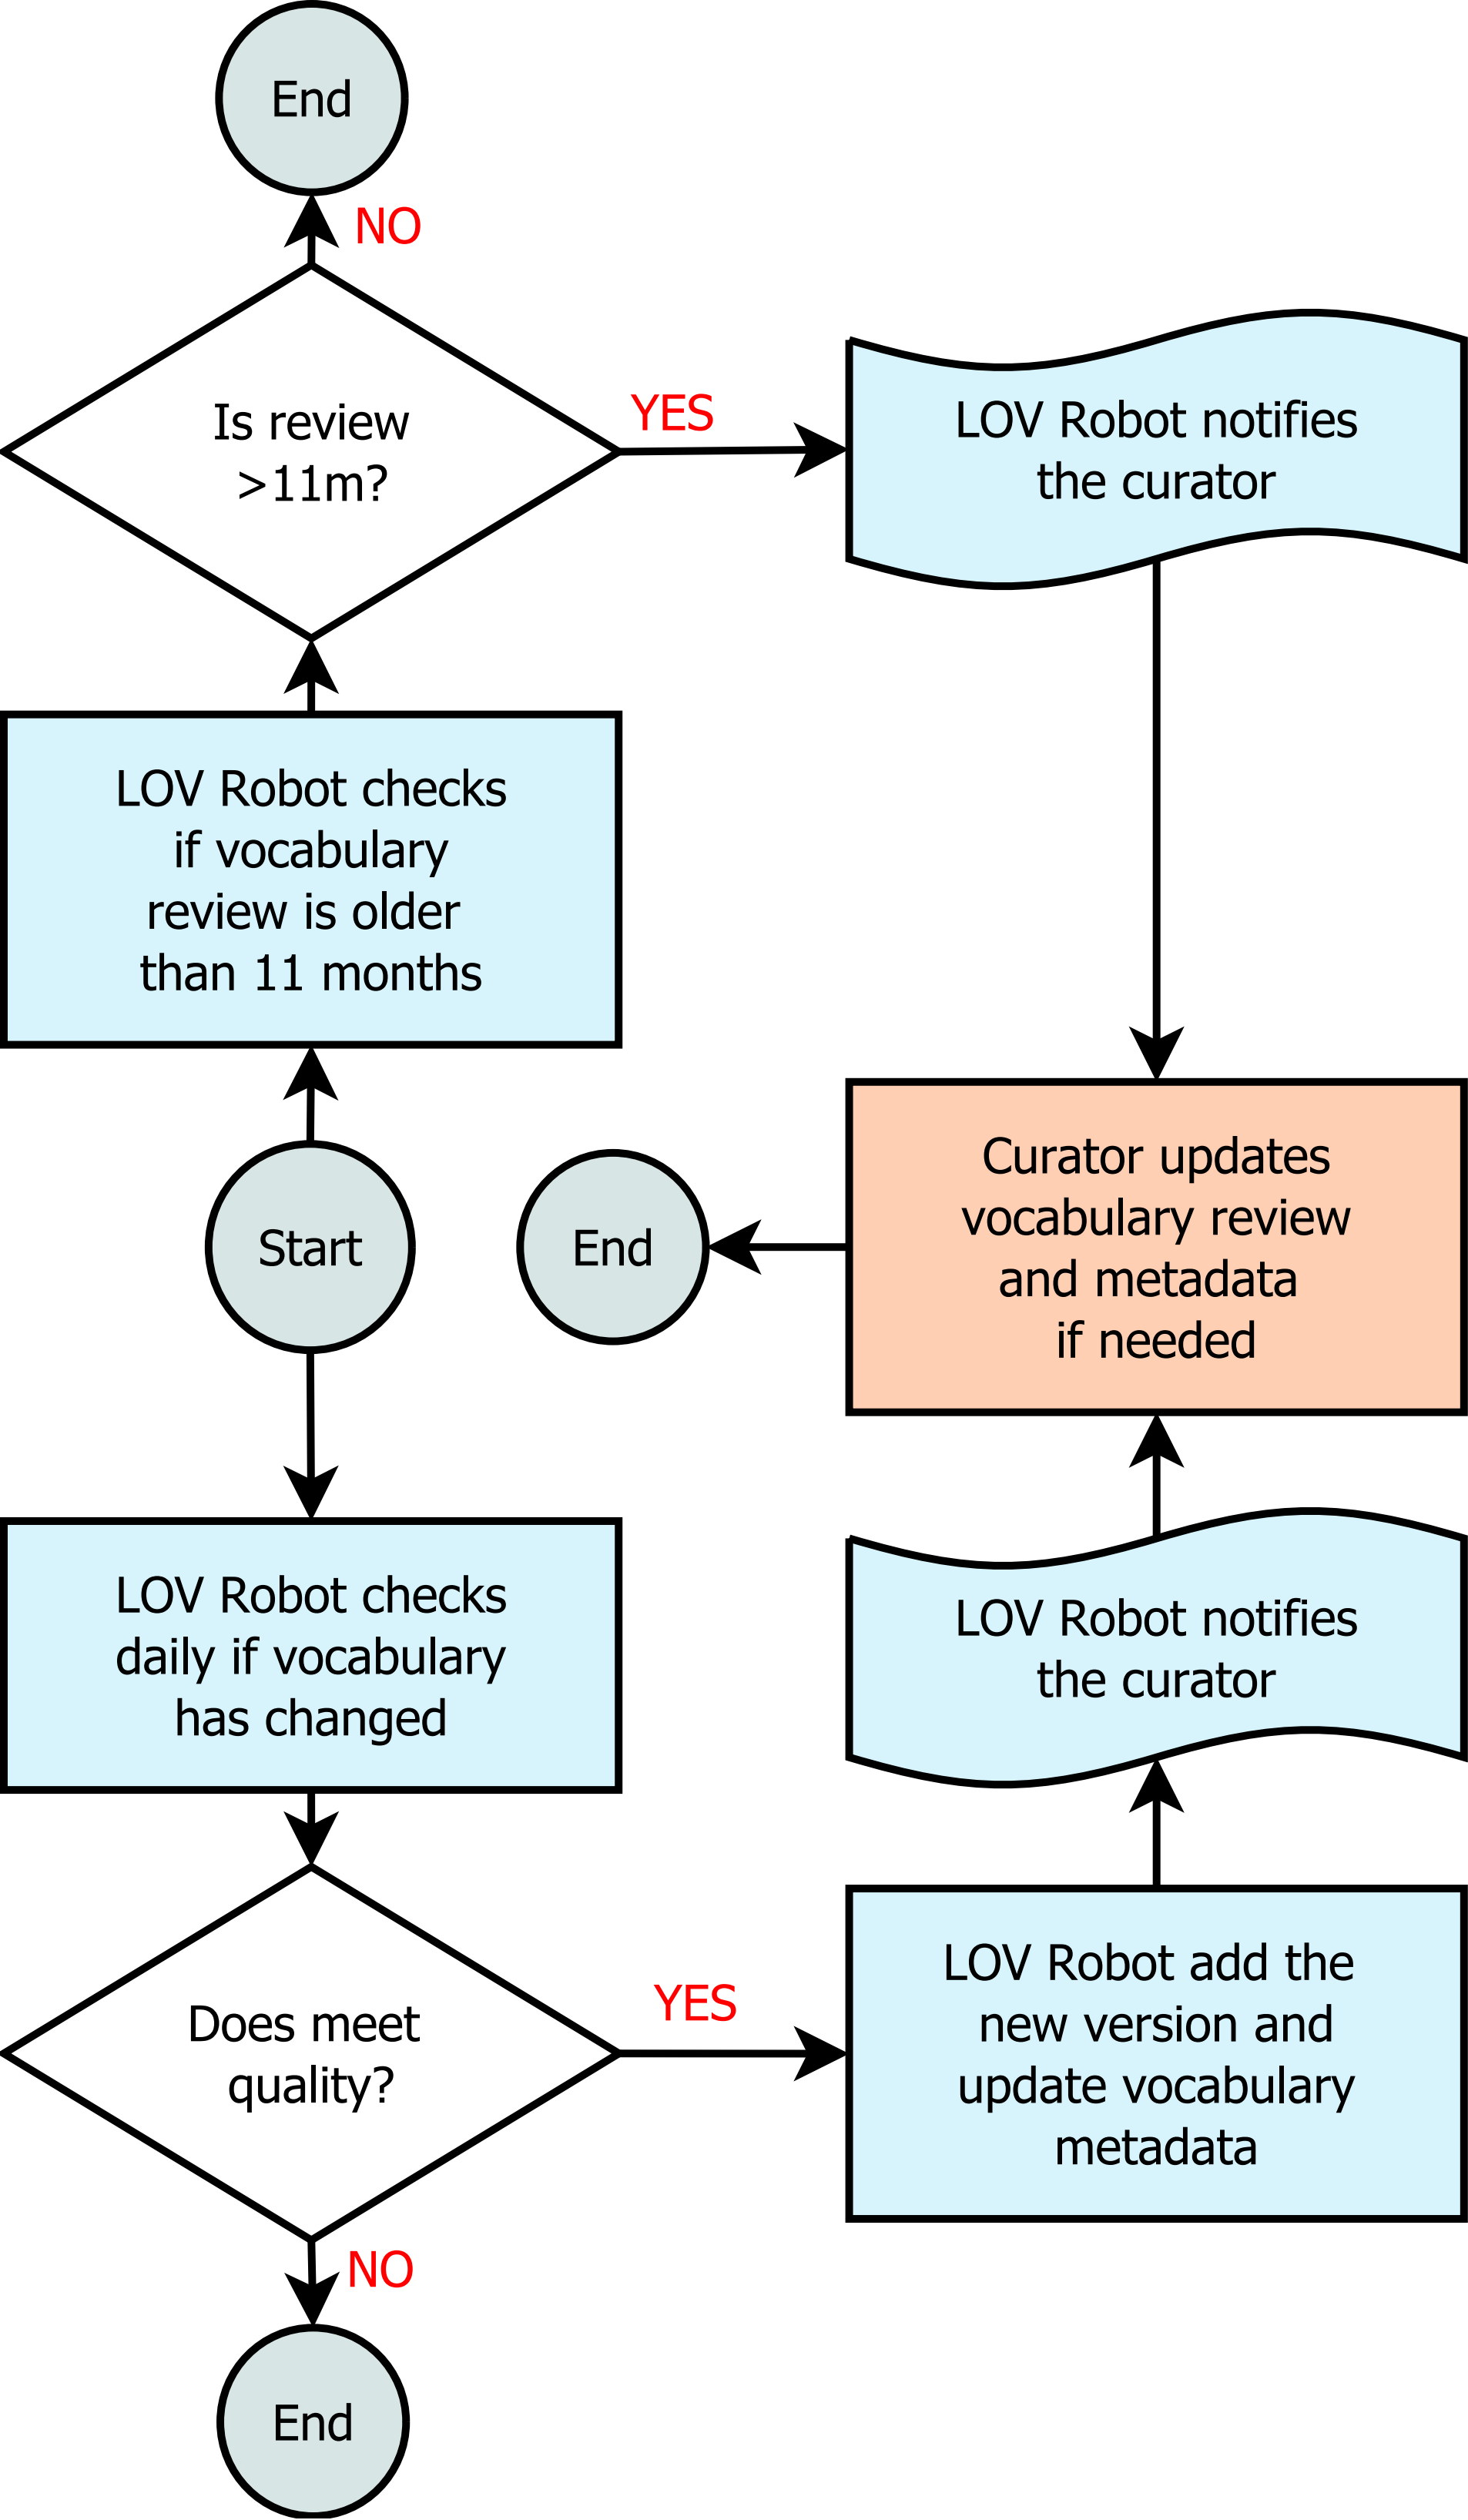 End
NO
Is review
>11m?
YES
LOV Robot notifies
the curator
LOV Robot checks
if vocabulary
review is older
than 11 months
Start
End
Curator updates
vocabulary review
and metadata
if needed
LOV Robot checks
daily if vocabulary
has changed
LOV Robot notifies
the curator
Does meet
quality?
YES
LOV Robot add the
new version and
update vocabulary
metadata
NO
End